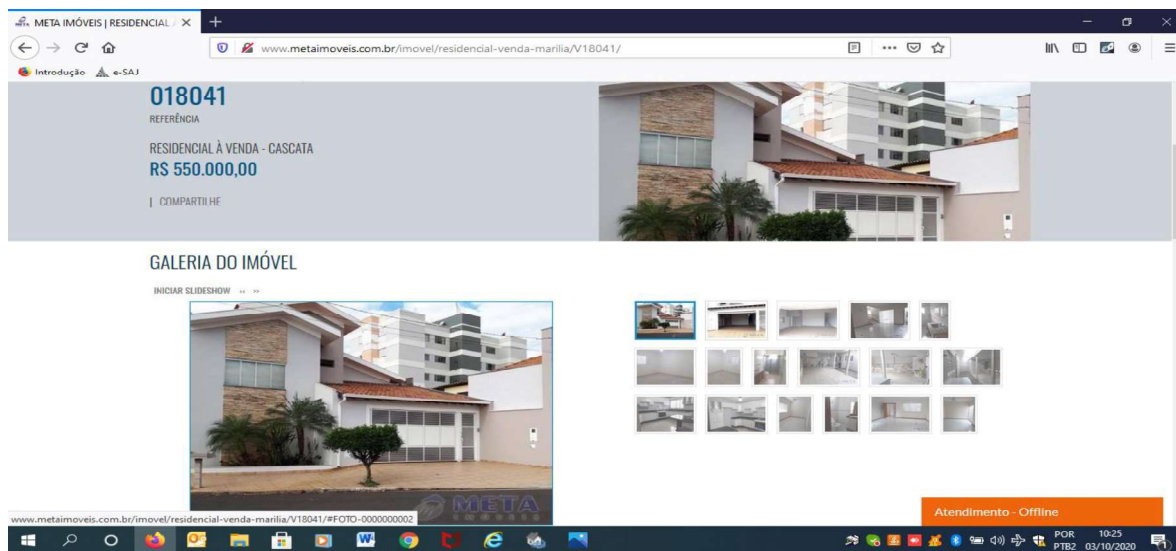 META IMÓVEIS | RESIDENCIAL
www.metaimoveis.com.br/imovel/residencial-venda-marilia/V18041/
Introdução
e-SAJ
018041
REFERÊNCIA
RESIDENCIAL À VENDA - CASCATA
R$ 550.000,00
| COMPARTILHE
GALERIA DO IMÓVEL
INICIAR SLIDESHOW
META
IMÓVEIS
www.metaimoveis.com.br/imovel/residencial-venda-marilia/V18041/#FOTO-0000000002
Atendimento - Offline
POR 10:25
PTB2 03/10/2020